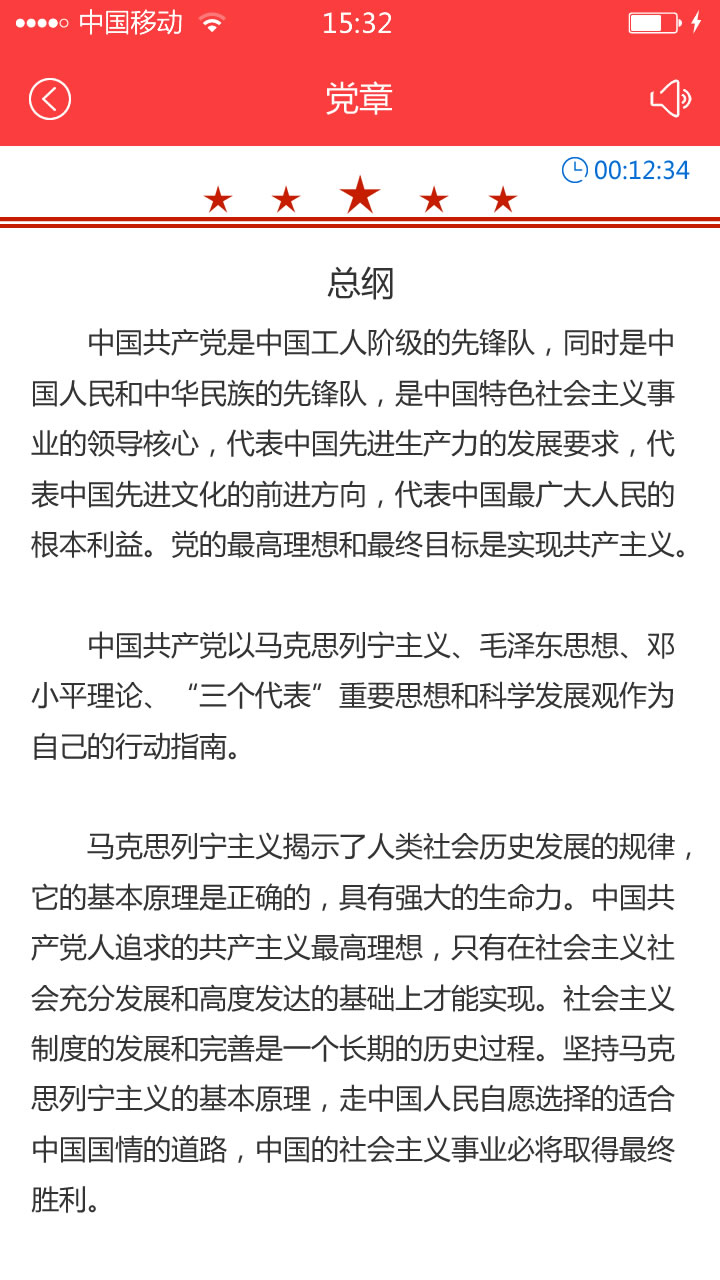 中国移动 15:32
党章
00:12:34
总纲
中国共产党是中国工人阶级的先锋队，同时是中
国人民和中华民族的先锋队，是中国特色社会主义事
业的领导核心，代表中国先进生产力的发展要求，代
表中国先进文化的前进方向，代表中国最广大人民的
根本利益。党的最高理想和最终目标是实现共产主义。
中国共产党以马克思列宁主义、毛泽东思想、邓
小平理论、“三个代表”重要思想和科学发展观作为
自己的行动指南。
马克思列宁主义揭示了人类社会历史发展的规律，
它的基本原理是正确的，具有强大的生命力。中国共
产党人追求的共产主义最高理想，只有在社会主义社
会充分发展和高度发达的基础上才能实现。社会主义
制度的发展和完善是一个长期的历史过程。坚持马克
思列宁主义的基本原理，走中国人民自愿选择的适合
中国国情的道路，中国的社会主义事业必将取得最终
胜利。